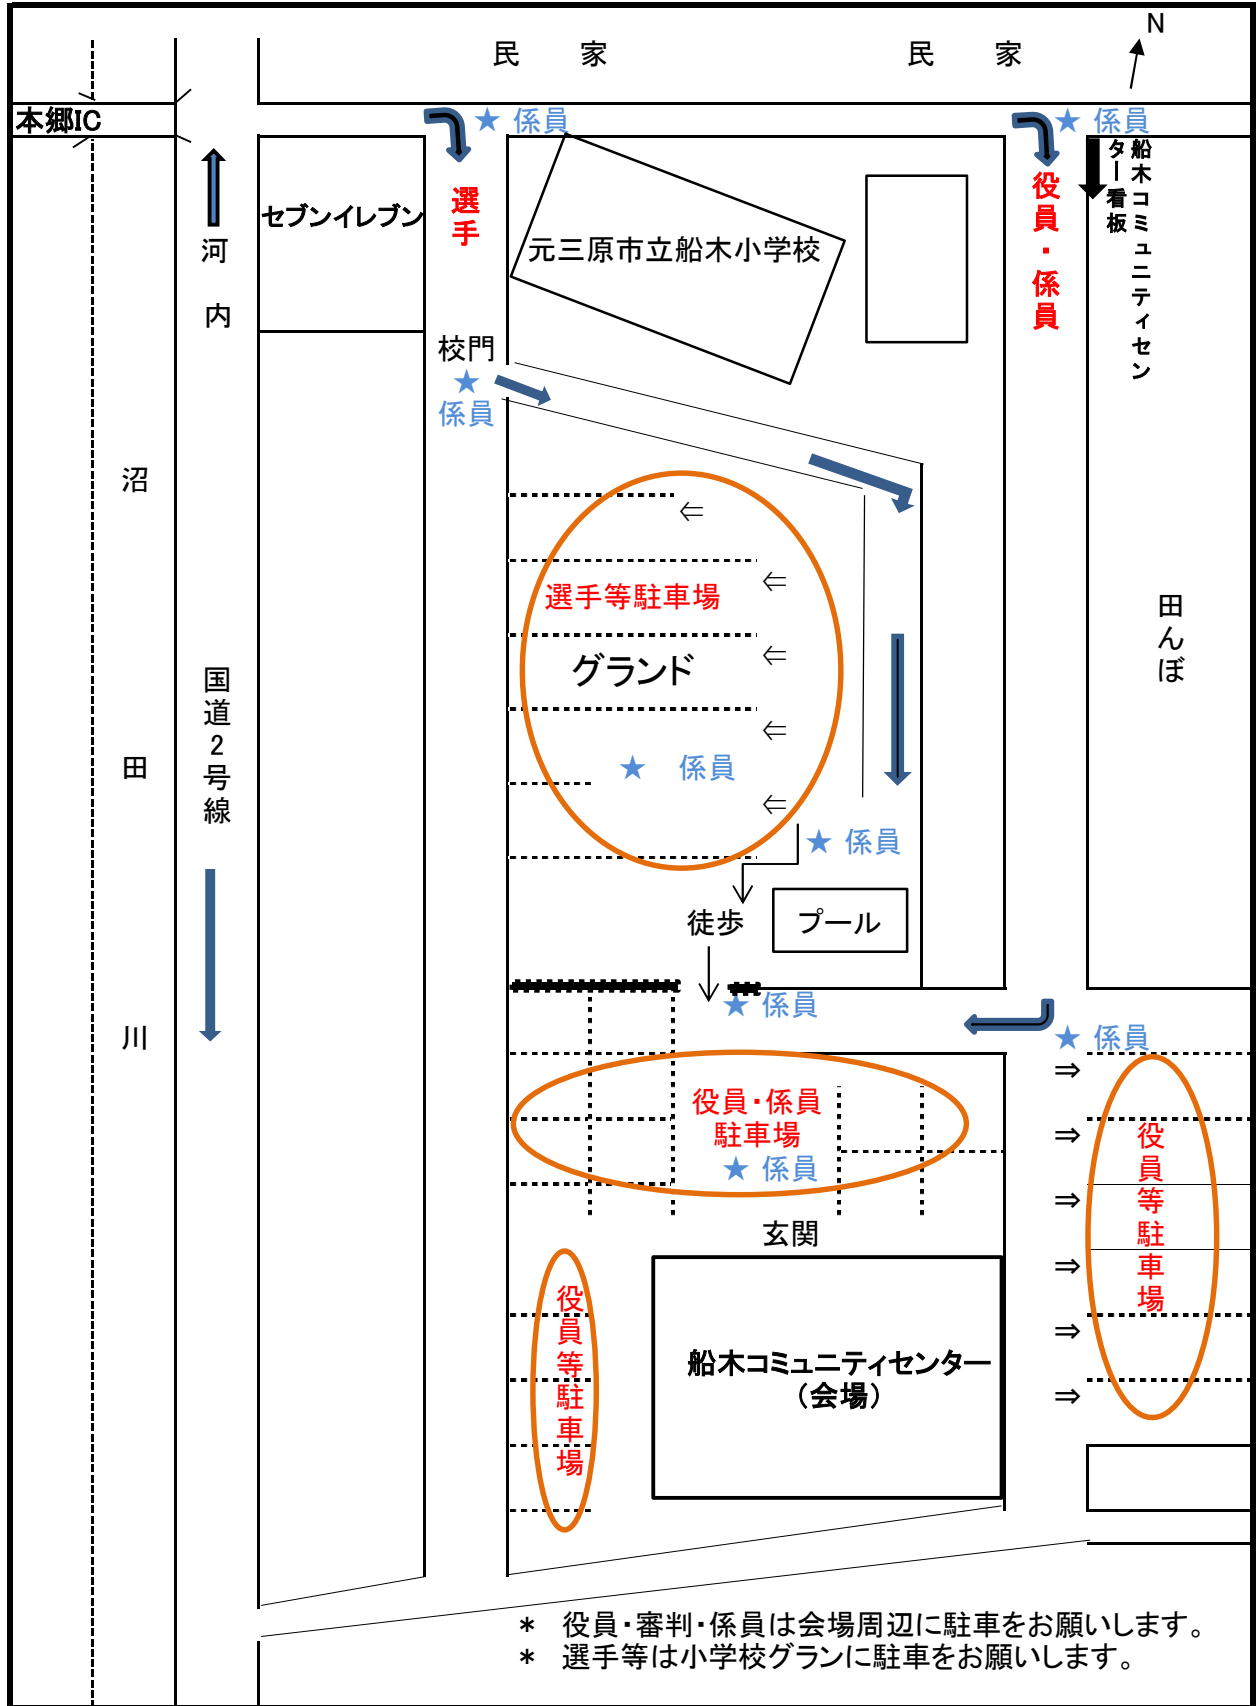 N
民　家
民　家
本郷IC
★ 係員
★ 係員
船木コミュニティセン
ター看板
選手
役員・係員
セブンイレブン
元三原市立船木小学校
河内
校門
★
係員
沼田川
国道2号線
選手等駐車場
グランド
★　係員
田んぼ
★ 係員
徒歩
プール
★ 係員
★ 係員
役員・係員
駐車場
★ 係員
役員等駐車場
玄関
役員等駐車場
船木コミュニティセンター
（会場）
＊　役員・審判・係員は会場周辺に駐車をお願いします。
＊　選手等は小学校グランに駐車をお願いします。